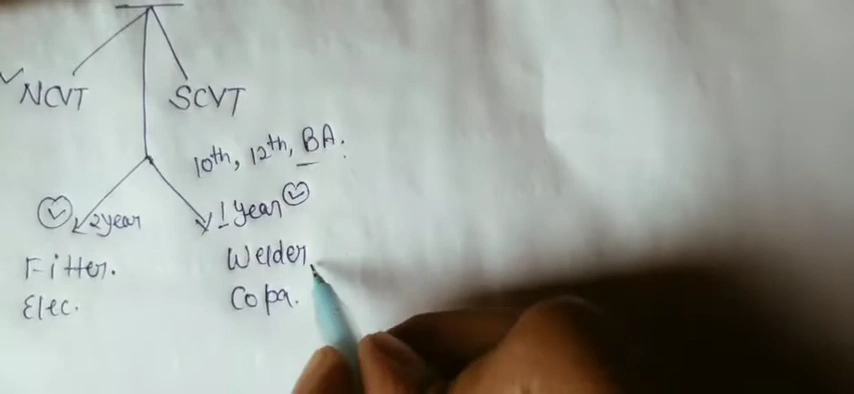 NCVT SCVT
10th, 12th, BA.
2year 1 year
Fitter. Welder
Elec. Copa.